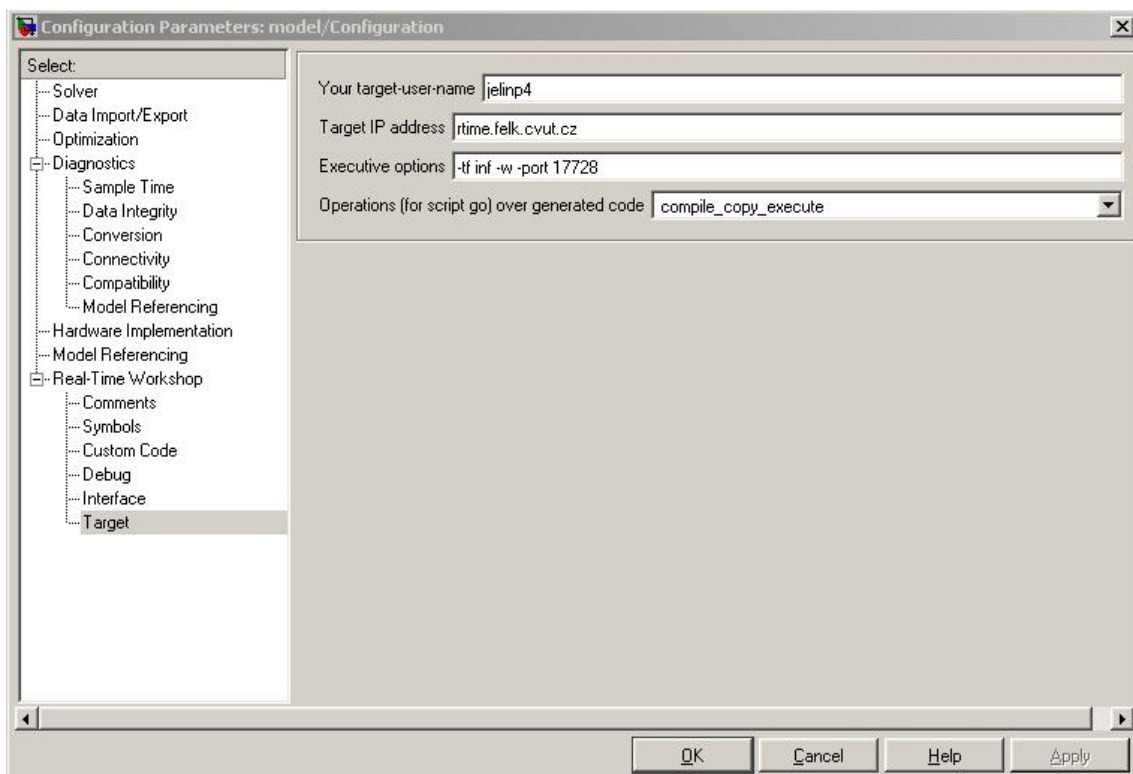 Configuration Parameters: model/Configuration
Select:
Solver
Data Import/Export
Optimization
Diagnostics
Sample Time
Data Integrity
Conversion
Connectivity
Compatibility
Model Referencing
Hardware Implementation
Model Referencing
Real-Time Workshop
Comments
Symbols
Custom Code
Debug
Interface
Target
Your target-user-name jelinp4
Target IP address rtime.felk.cvut.cz
Executive options -tf inf -w -port 17728
Operations (for script go) over generated code compile_copy_execute
OK Cancel Help Apply